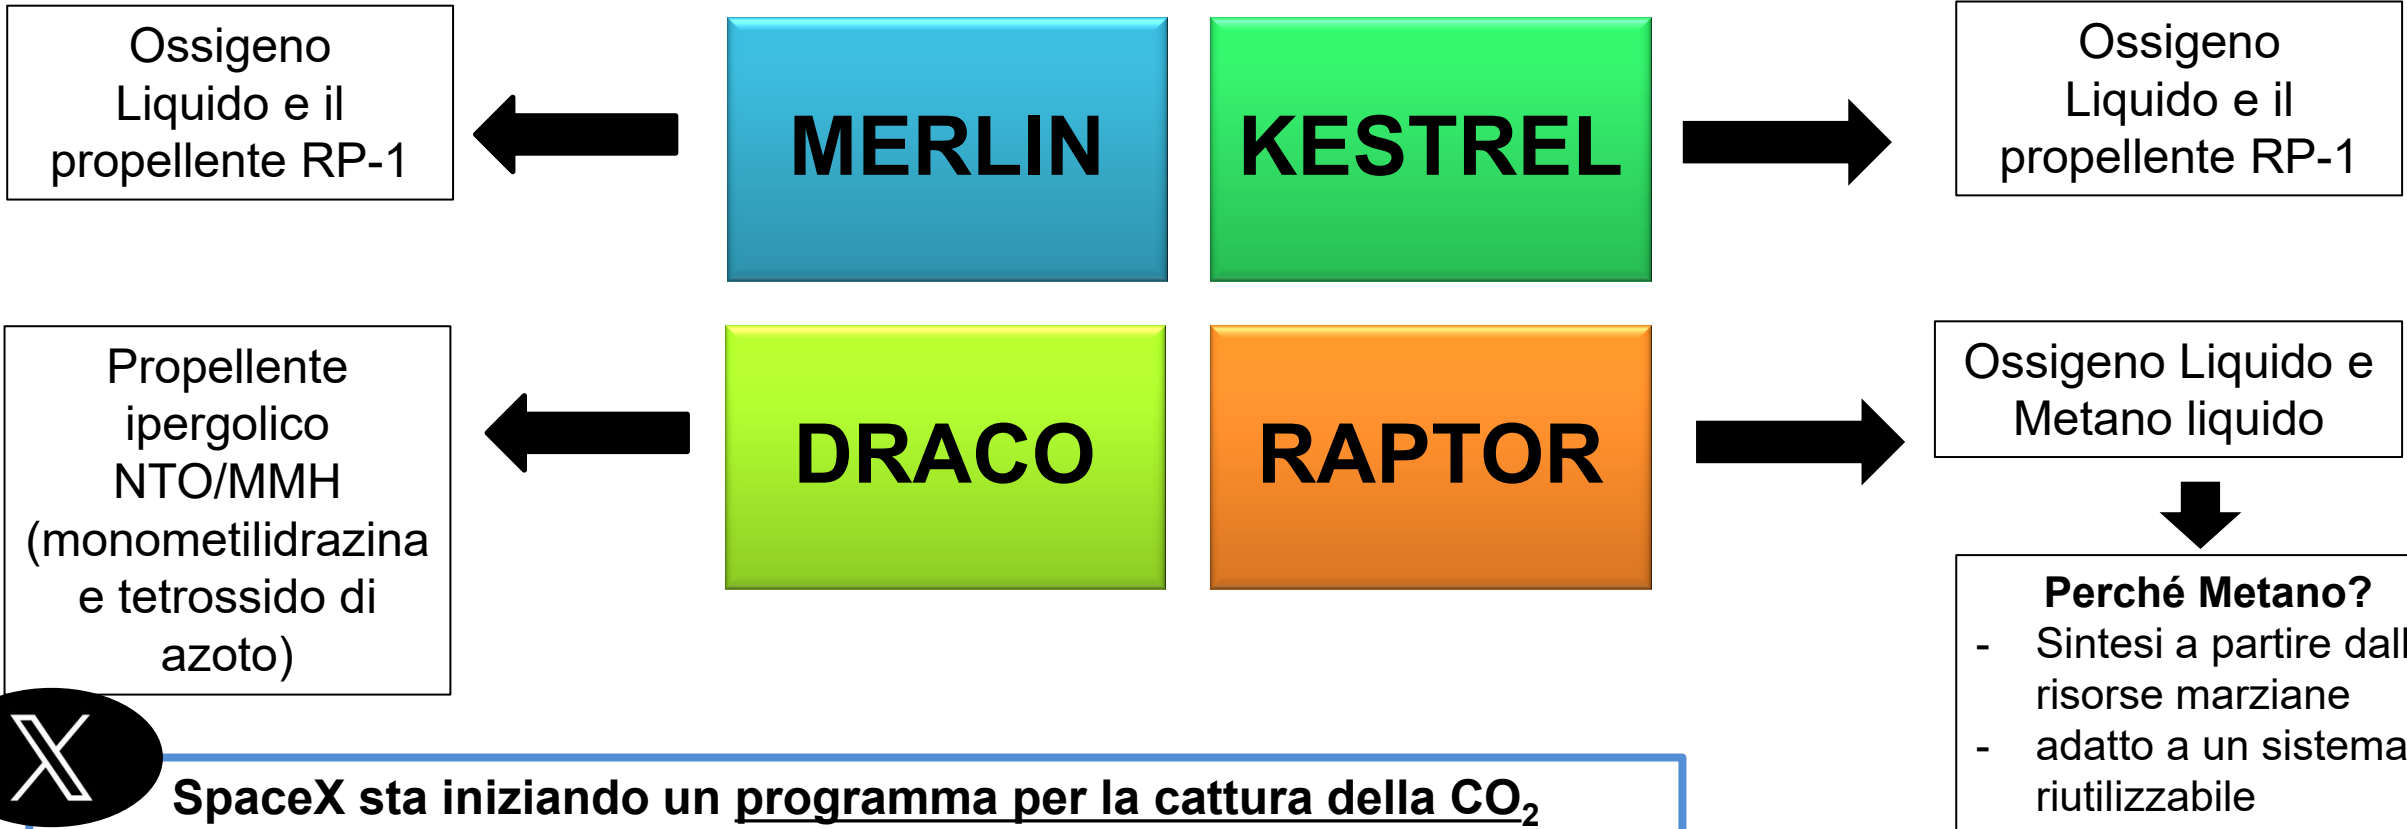 Ossigeno
Liquido e il
propellente RP-1
MERLIN
KESTREL
Ossigeno
Liquido e il
propellente RP-1
Propellente
ipergolico
NTO/MMH
(monometilidrazina
e tetrossido di
azoto)
DRACO
RAPTOR
Ossigeno Liquido e
Metano liquido
Perché Metano?
- Sintesi a partire dall
risorse marziane
- adatto a un sistema
riutilizzabile
X
SpaceX sta iniziando un programma per la cattura della CO₂